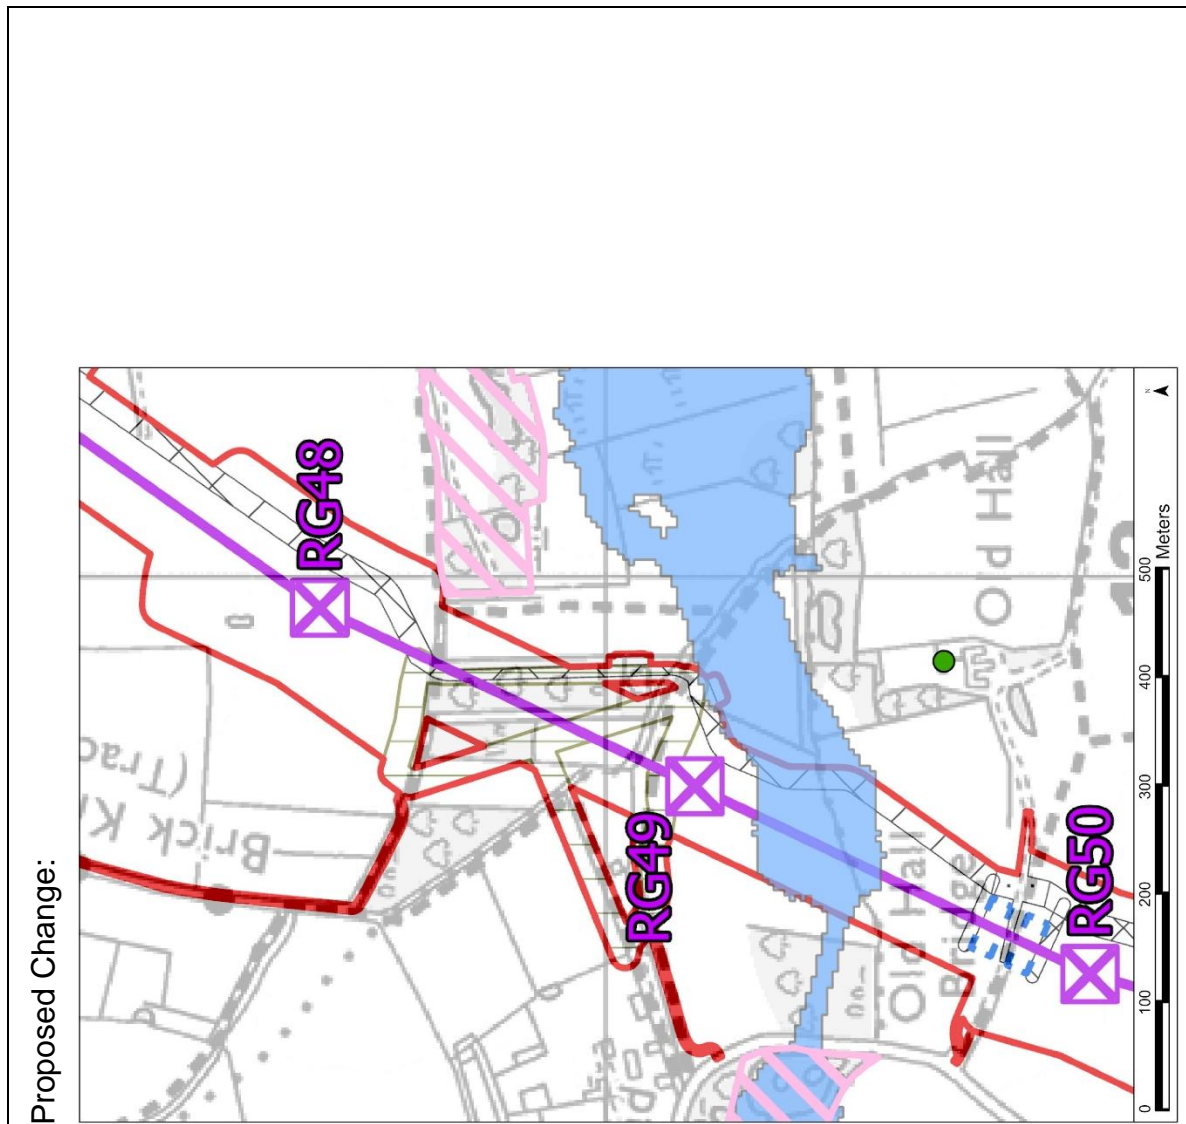 Proposed Change:
RG48
RG49
RG50
Brick K
(Trac
Old Hall
Old Hall
Bridge
N
0 100 200 300 400 500
Meters